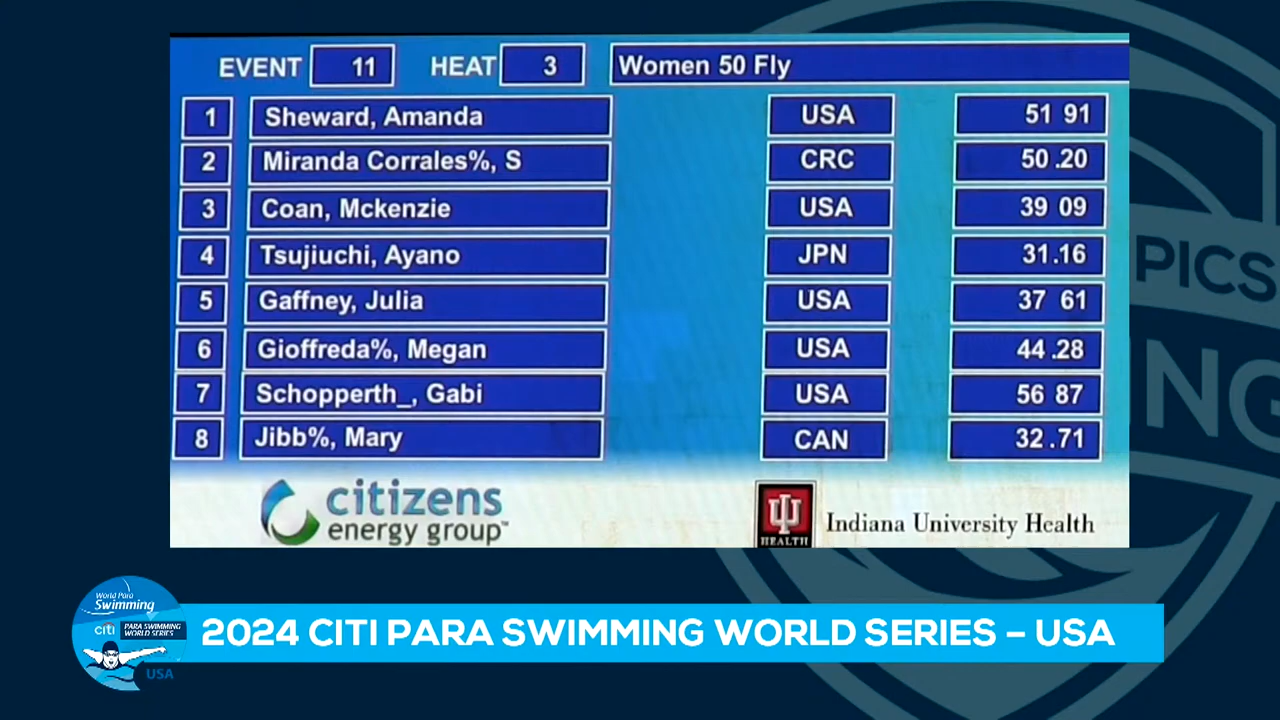 EVENT 11 HEAT 3 Women 50 Fly
1 Sheward, Amanda USA 51 91
2 Miranda Corrales%, S CRC 50 .20
3 Coan, Mckenzie USA 39 09
4 Tsujiuchi, Ayano JPN 31.16
5 Gaffney, Julia USA 37 61
6 Gioffreda%, Megan USA 44 .28
7 Schopperth_, Gabi USA 56 87
8 Jibb%, Mary CAN 32 .71
citizens
energy group™
HEALTH
Indiana University Health
PICS
NG
World Para
Swimming
citi PARA SWIMMING
WORLD SERIES
USA
2024 CITI PARA SWIMMING WORLD SERIES – USA